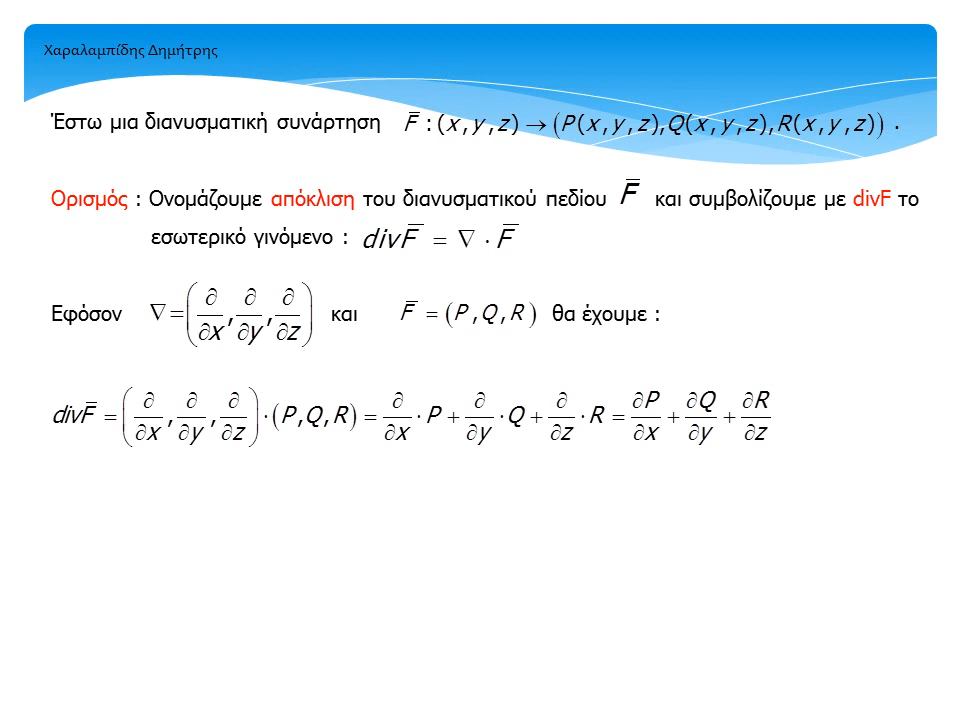 Χαραλαμπίδης Δημήτρης
Έστω μια διανυσματική συνάρτηση F̅ : (x, y, z) → (P(x, y, z), Q(x, y, z), R(x, y, z)) .
Ορισμός : Ονομάζουμε απόκλιση του διανυσματικού πεδίου F̅ και συμβολίζουμε με divF το
εσωτερικό γινόμενο : divF̅ = ∇ · F̅
Εφόσον ∇ = (∂/∂x, ∂/∂y, ∂/∂z) και F̅ = (P, Q, R) θα έχουμε :
divF̅ = (∂/∂x, ∂/∂y, ∂/∂z) · (P, Q, R) = ∂/∂x · P + ∂/∂y · Q + ∂/∂z · R = ∂P/∂x + ∂Q/∂y + ∂R/∂z